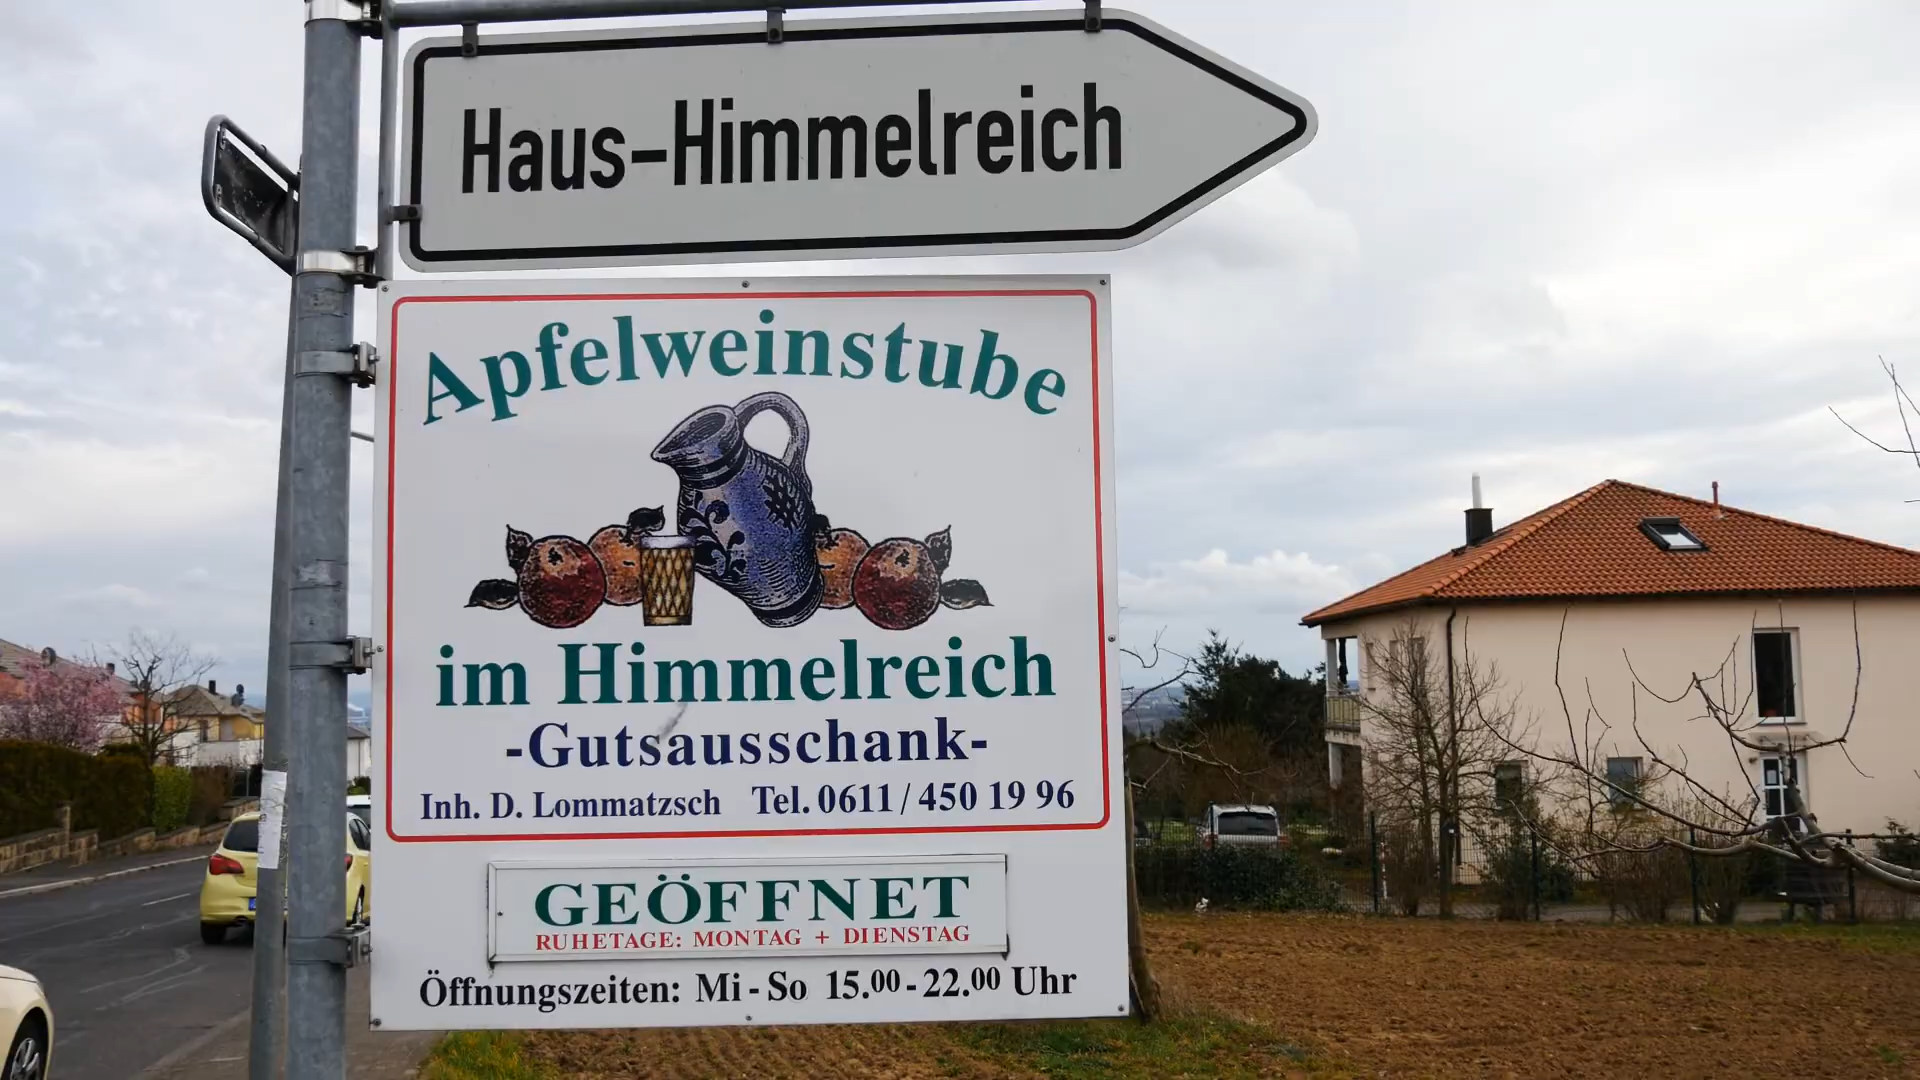 Haus-Himmelreich
Apfelweinstube
im Himmelreich
-Gutsausschank-
Inh. D. Lommatzsch Tel. 0611/450 19 96
GEÖFFNET
RUHETAGE: MONTAG + DIENSTAG
Öffnungszeiten: Mi-So 15.00-22.00 Uhr